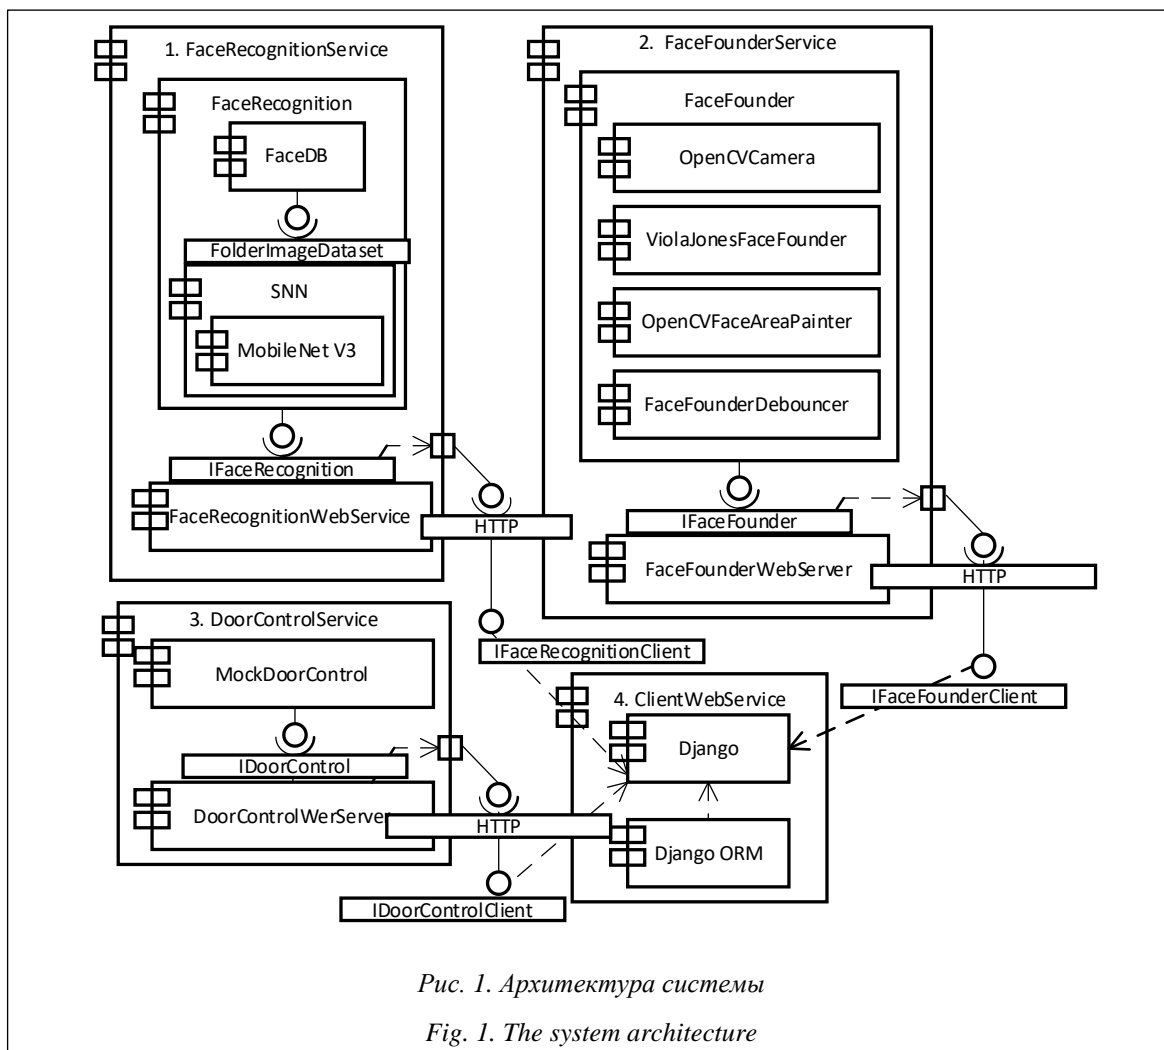 1. FaceRecognitionService
FaceRecognition
FaceDB
FolderImageDataset
SNN
MobileNet V3
IFaceRecognition
FaceRecognitionWebService
HTTP
2. FaceFounderService
FaceFounder
OpenCVCamera
ViolaJonesFaceFounder
OpenCVFaceAreaPainter
FaceFounderDebouncer
IFaceFounder
FaceFounderWebServer
HTTP
3. DoorControlService
MockDoorControl
IDoorControl
DoorControlWerServer
HTTP
IFaceRecognitionClient
IFaceFounderClient
IDoorControlClient
4. ClientWebService
Django
Django ORM
Рис. 1. Архитектура системы
Fig. 1. The system architecture